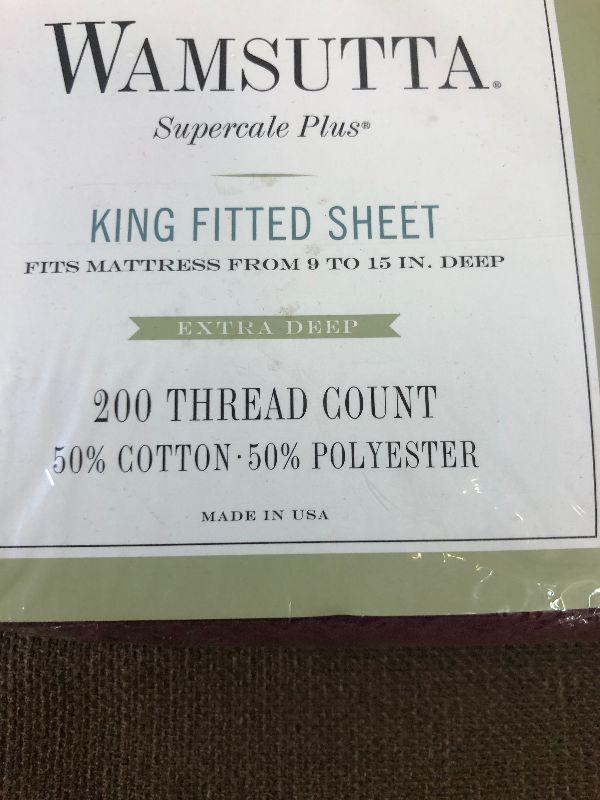 WAMSUTTA®
Supercale Plus®
KING FITTED SHEET
FITS MATTRESS FROM 9 TO 15 IN. DEEP
EXTRA DEEP
200 THREAD COUNT
50% COTTON · 50% POLYESTER
MADE IN USA